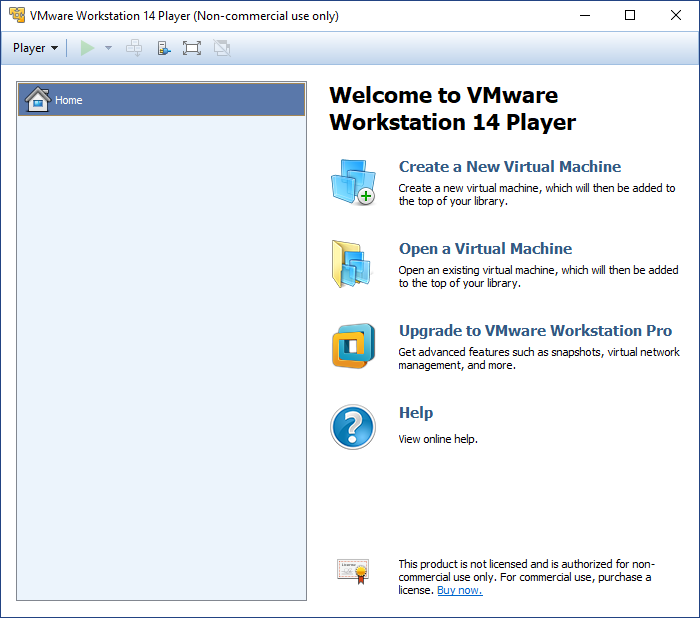 VMware Workstation 14 Player (Non-commercial use only)
Player
Home
Welcome to VMware
Workstation 14 Player
Create a New Virtual Machine
Create a new virtual machine, which will then be added to
the top of your library.
Open a Virtual Machine
Open an existing virtual machine, which will then be added
to the top of your library.
Upgrade to VMware Workstation Pro
Get advanced features such as snapshots, virtual network
management, and more.
Help
View online help.
This product is not licensed and is authorized for non-
commercial use only. For commercial use, purchase a
license. Buy now.